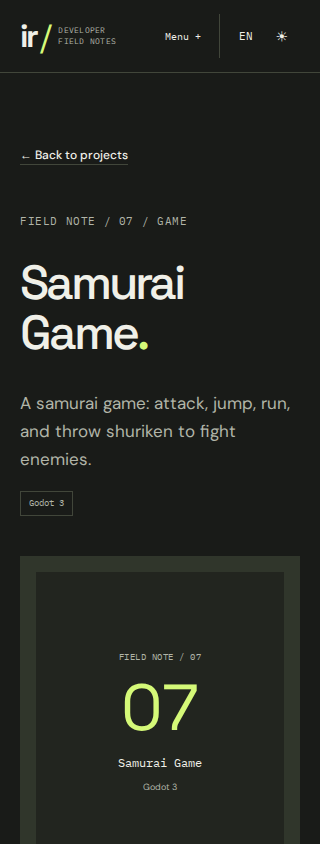 ir/
DEVELOPER
FIELD NOTES
Menu +
EN
← Back to projects
FIELD NOTE / 07 / GAME
Samurai
Game.
A samurai game: attack, jump, run,
and throw shuriken to fight
enemies.
Godot 3
FIELD NOTE / 07
07
Samurai Game
Godot 3